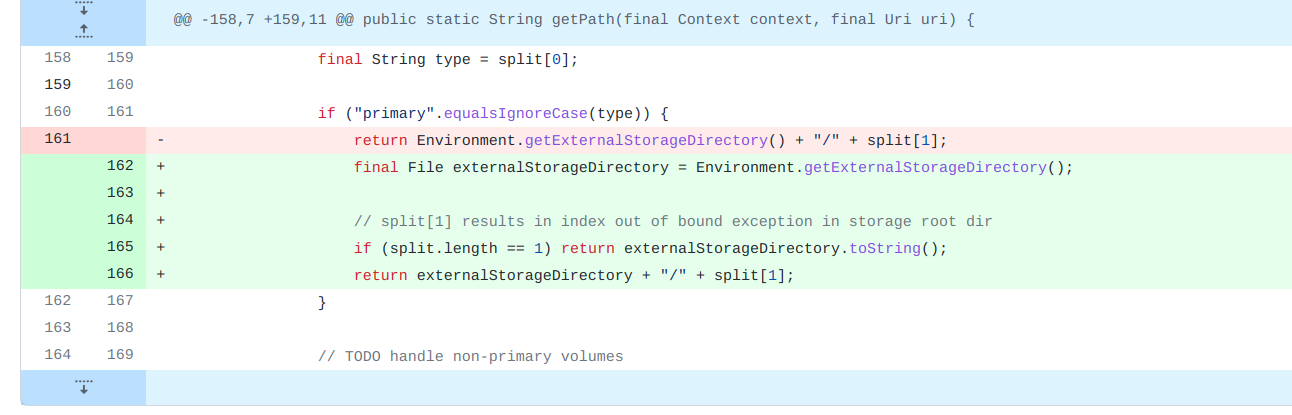 @@ -158,7 +159,11 @@ public static String getPath(final Context context, final Uri uri) {
158 159 final String type = split[0];
159 160
160 161 if ("primary".equalsIgnoreCase(type)) {
161 - return Environment.getExternalStorageDirectory() + "/" + split[1];
162 + final File externalStorageDirectory = Environment.getExternalStorageDirectory();
163 +
164 + // split[1] results in index out of bound exception in storage root dir
165 + if (split.length == 1) return externalStorageDirectory.toString();
166 + return externalStorageDirectory + "/" + split[1];
162 167 }
163 168
164 169 // TODO handle non-primary volumes